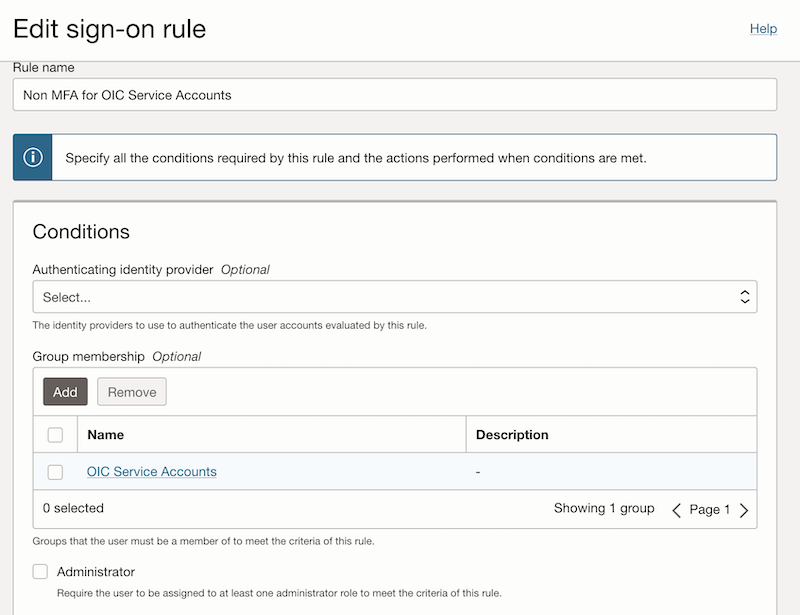 Edit sign-on rule
Help
Rule name
Non MFA for OIC Service Accounts
Specify all the conditions required by this rule and the actions performed when conditions are met.
Conditions
Authenticating identity provider Optional
Select...
The identity providers to use to authenticate the user accounts evaluated by this rule.
Group membership Optional
Add Remove
Name Description
OIC Service Accounts -
0 selected Showing 1 group Page 1
Groups that the user must be a member of to meet the criteria of this rule.
Administrator
Require the user to be assigned to at least one administrator role to meet the criteria of this rule.